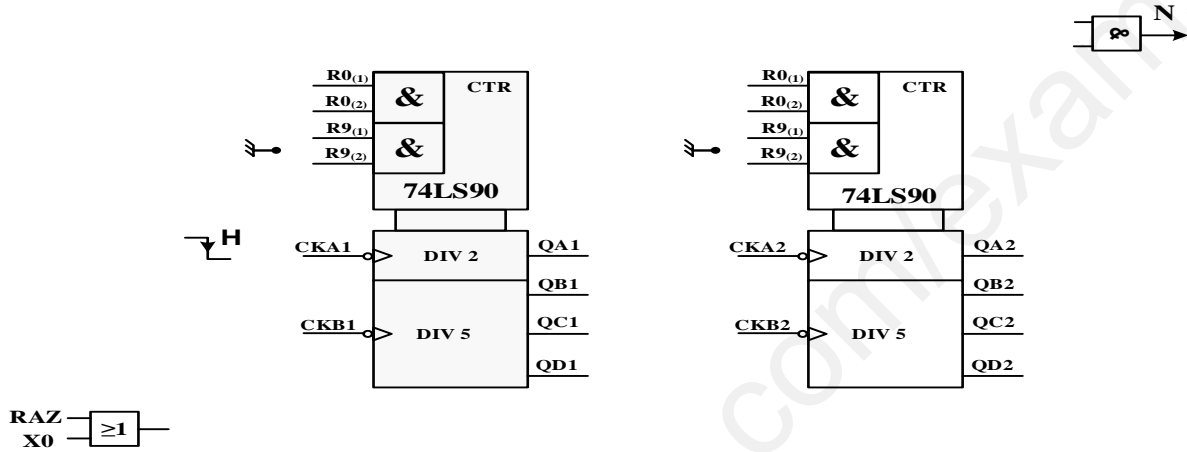 N
&
R0(1)
R0(2)
R9(1)
R9(2)
&
&
CTR
74LS90
R0(1)
R0(2)
R9(1)
R9(2)
&
&
CTR
74LS90
H
CKA1
DIV 2
QA1
QB1
CKB1
DIV 5
QC1
QD1
CKA2
DIV 2
QA2
QB2
CKB2
DIV 5
QC2
QD2
RAZ
X0
≥1
com/exam